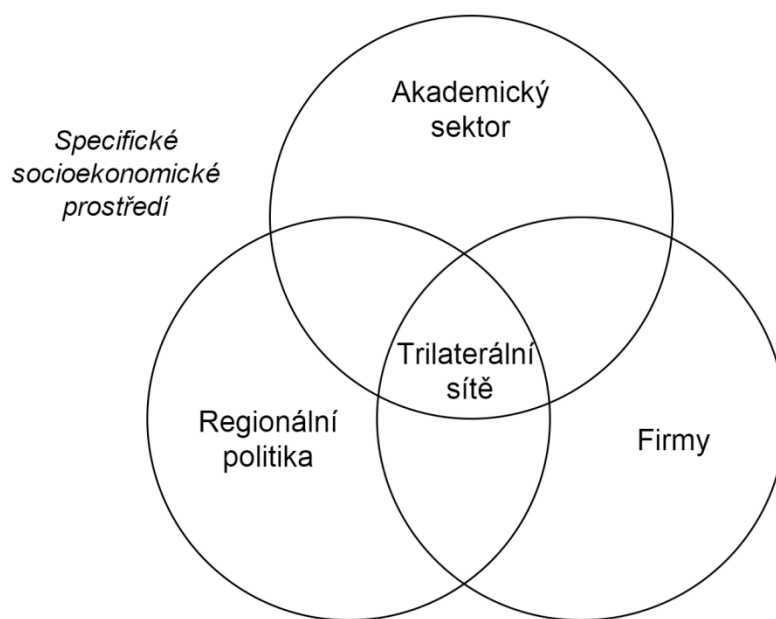 Akademický
sektor
Specifické
socioekonomické
prostředí
Trilaterální
sítě
Regionální
politika
Firmy